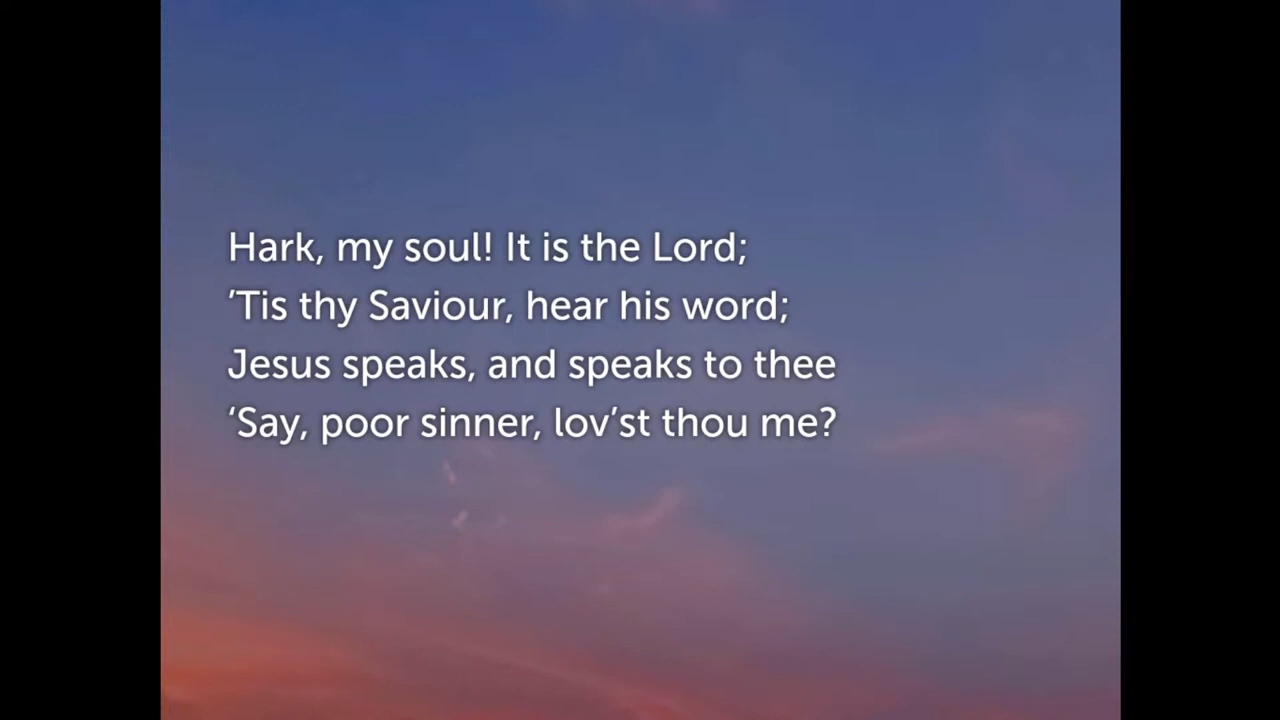 Hark, my soul! It is the Lord;
’Tis thy Saviour, hear his word;
Jesus speaks, and speaks to thee
‘Say, poor sinner, lov’st thou me?